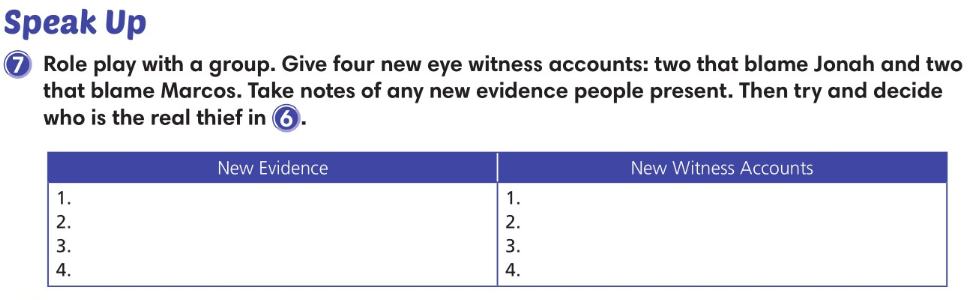 Speak Up
7 Role play with a group. Give four new eye witness accounts: two that blame Jonah and two
that blame Marcos. Take notes of any new evidence people present. Then try and decide
who is the real thief in 6.
New Evidence New Witness Accounts
1. 1.
2. 2.
3. 3.
4. 4.